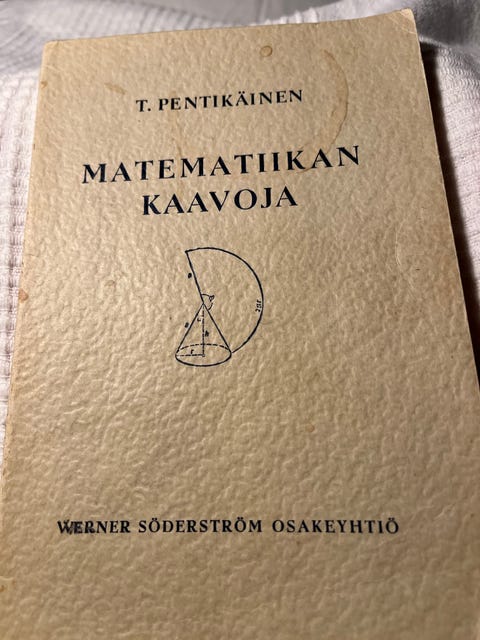 T. PENTIKÄINEN
MATEMATIIKAN
KAAVOJA
WERNER SÖDERSTRÖM OSAKEYHTIÖ